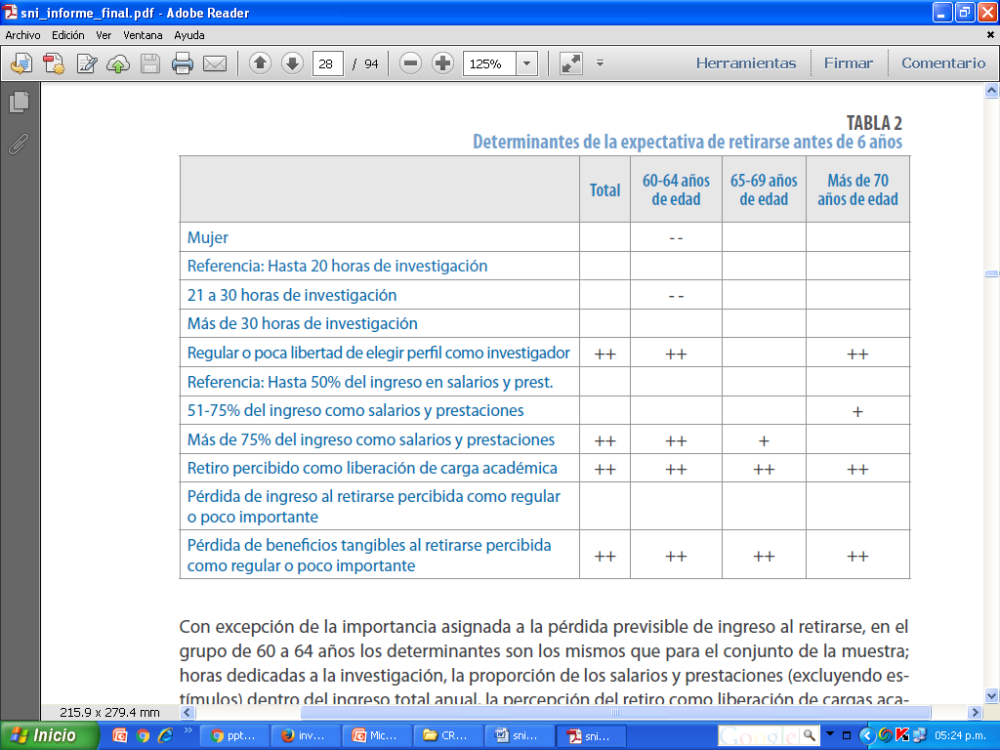 sni_informe_final.pdf - Adobe Reader
Archivo Edición Ver Ventana Ayuda
28 / 94 125% Herramientas Firmar Comentario
TABLA 2
Determinantes de la expectativa de retirarse antes de 6 años
Total 60-64 años de edad 65-69 años de edad Más de 70 años de edad
Mujer --
Referencia: Hasta 20 horas de investigación
21 a 30 horas de investigación --
Más de 30 horas de investigación
Regular o poca libertad de elegir perfil como investigador ++ ++ ++
Referencia: Hasta 50% del ingreso en salarios y prest.
51-75% del ingreso como salarios y prestaciones +
Más de 75% del ingreso como salarios y prestaciones ++ ++ +
Retiro percibido como liberación de carga académica ++ ++ ++ ++
Pérdida de ingreso al retirarse percibida como regular
o poco importante
Pérdida de beneficios tangibles al retirarse percibida
como regular o poco importante ++ ++ ++ ++
Con excepción de la importancia asignada a la pérdida previsible de ingreso al retirarse, en el
grupo de 60 a 64 años los determinantes son los mismos que para el conjunto de la muestra;
horas dedicadas a la investigación, la proporción de los salarios y prestaciones (excluyendo es-
tímulos) dentro del ingreso total anual, la percepción del retiro como liberación de cargas aca-
215.9 x 279.4 mm
Inicio ppt... inv... Mic... CR... sni... sni... Google 05:24 p.m.